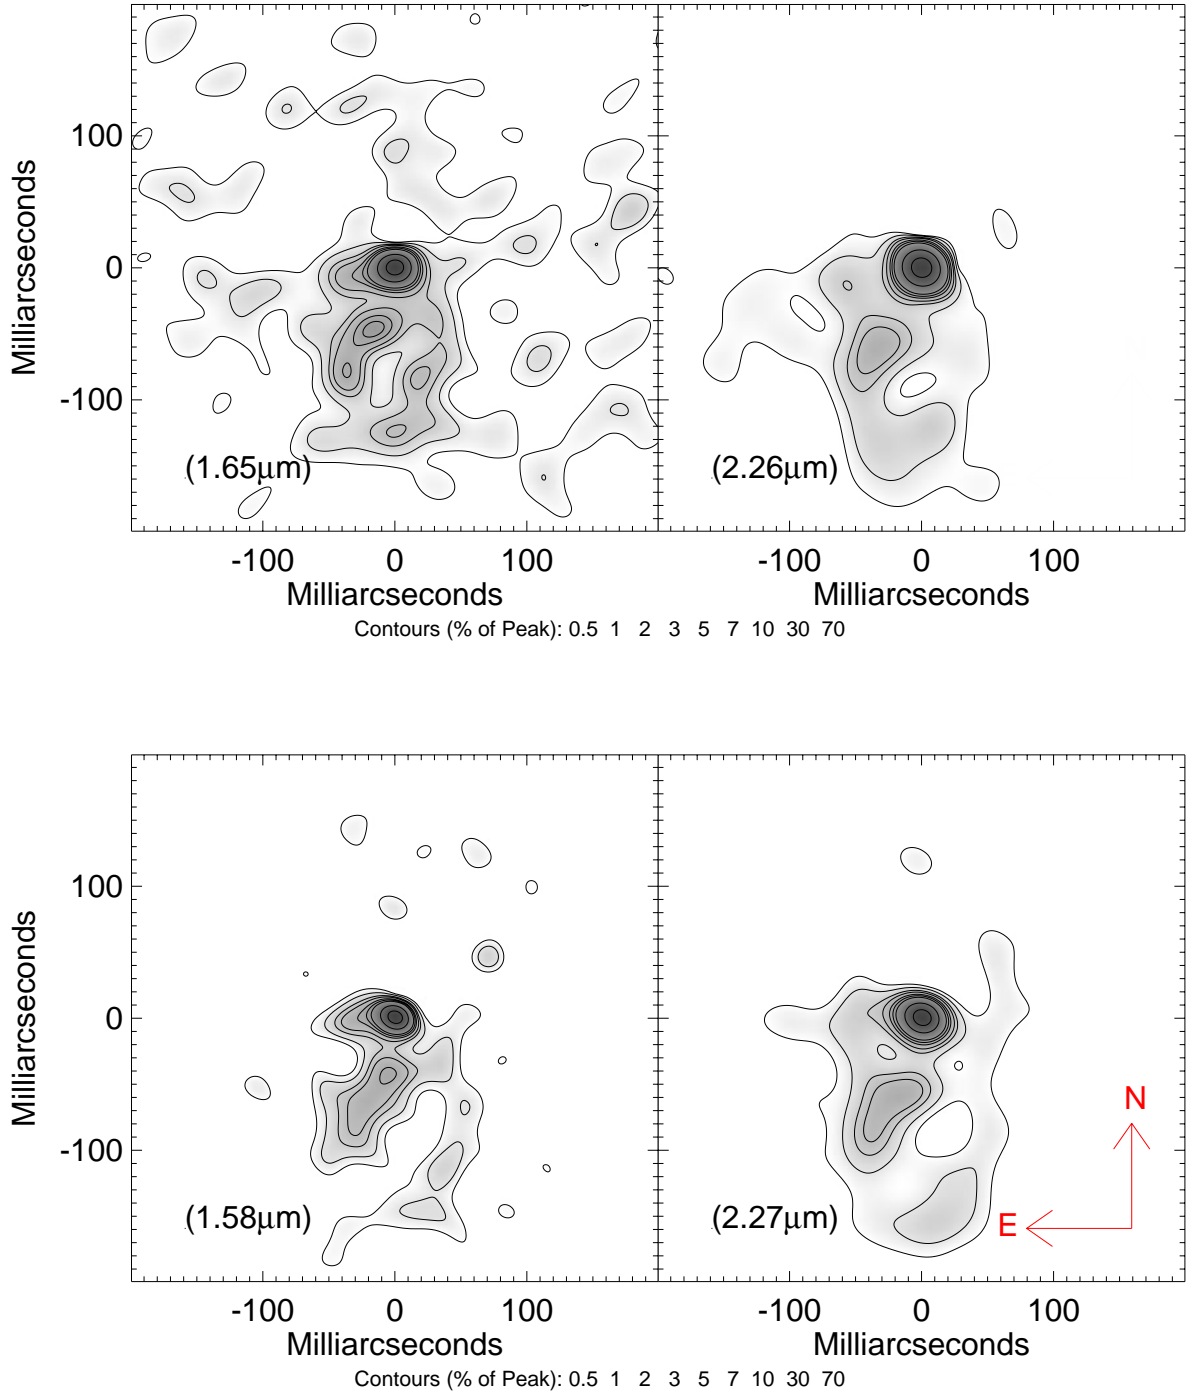 100
0
-100
Milliarcseconds
(1.65μm)
(2.26μm)
-100 0 100
-100 0 100
Milliarcseconds
Milliarcseconds
Contours (% of Peak): 0.5 1 2 3 5 7 10 30 70
100
0
-100
Milliarcseconds
(1.58μm)
(2.27μm)
N
E
-100 0 100
-100 0 100
Milliarcseconds
Milliarcseconds
Contours (% of Peak): 0.5 1 2 3 5 7 10 30 70